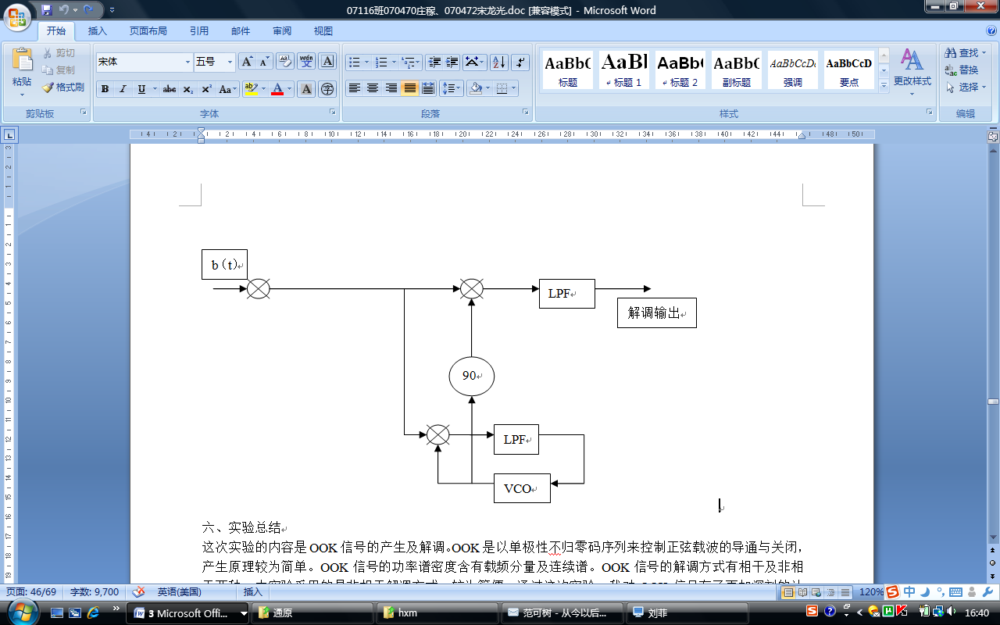 07116班070470庄稼、070472宋龙光.doc [兼容模式] - Microsoft Word
开始 插入 页面布局 引用 邮件 审阅 视图
粘贴 剪切
复制
格式刷
宋体 五号
AaBbC AaBl AaBb AaBbC AaBbCcDc AaBbCcD
标题 标题 1 标题 2 副标题 强调 要点
更改样式
查找
替换
选择
剪贴板 字体 段落 样式 编辑
b（t）
LPF
解调输出
90
LPF
VCO
六、实验总结
这次实验的内容是 OOK 信号的产生及解调。OOK 是以单极性不归零码序列来控制正弦载波的导通与关闭，
产生原理较为简单。OOK 信号的功率谱密度含有载频分量及连续谱。OOK 信号的解调方式有相干及非相
页面: 46/69 字数: 9,700 英语(美国) 插入 120% 中
3 Microsoft Offi... 通原 hxm 范可树 - 从今以后... 刘菲 16:40